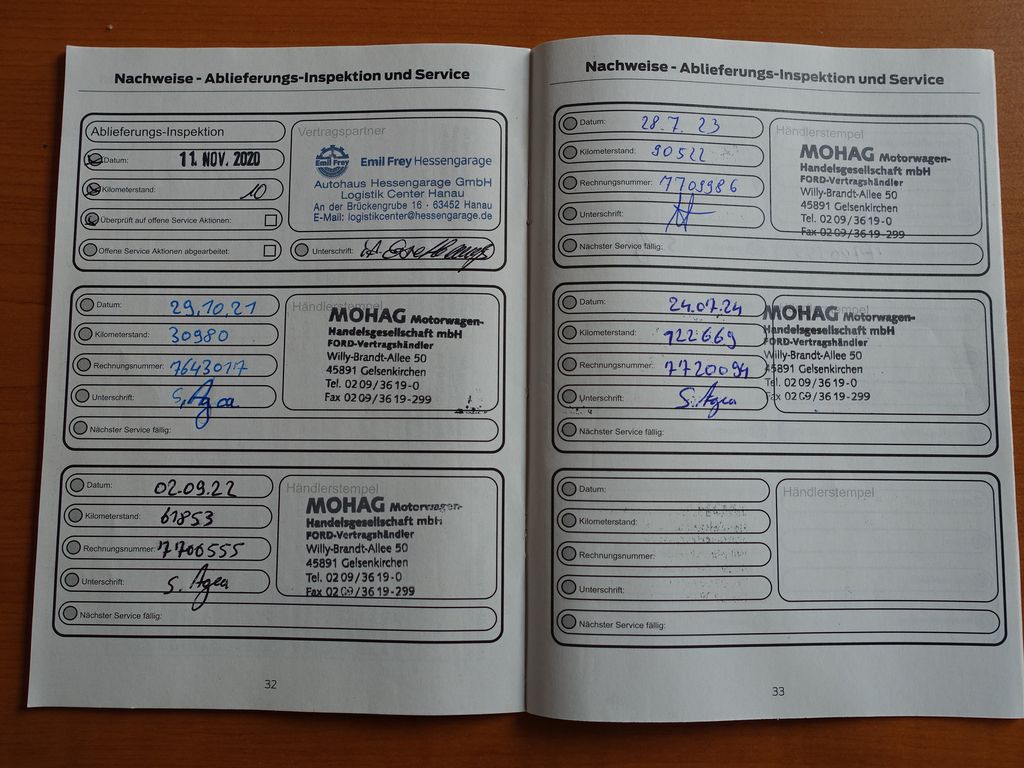 Nachweise - Ablieferungs-Inspektion und Service
Ablieferungs-Inspektion
Datum: 11. NOV. 2020
Kilometerstand: 10
Überprüft auf offene Service Aktionen:
Offene Service Aktionen abgearbeitet:
Vertragspartner
Emil Frey
Emil Frey Hessengarage
Autohaus Hessengarage GmbH
Logistik Center Hanau
An der Brückengrube 16 · 63452 Hanau
E-Mail: logistikcenter@hessengarage.de
Unterschrift:
Datum: 29.10.21
Kilometerstand: 30980
Rechnungsnummer: 7643017
Unterschrift: S. Agea
Nächster Service fällig:
Händlerstempel
MOHAG Motorwagen-
Handelsgesellschaft mbH
FORD-Vertragshändler
Willy-Brandt-Allee 50
45891 Gelsenkirchen
Tel. 02 09/36 19-0
Fax 02 09/36 19-299
Datum: 02.09.22
Kilometerstand: 61853
Rechnungsnummer: 7700555
Unterschrift: S. Agea
Nächster Service fällig:
Händlerstempel
MOHAG Motorwagen-
Handelsgesellschaft mbH
FORD-Vertragshändler
Willy-Brandt-Allee 50
45891 Gelsenkirchen
Tel. 02 09/36 19-0
Fax 02 09/36 19-299
32
Nachweise - Ablieferungs-Inspektion und Service
Datum: 28.7.23
Kilometerstand: 90522
Rechnungsnummer: 7709986
Unterschrift:
Nächster Service fällig:
Händlerstempel
MOHAG Motorwagen-
Handelsgesellschaft mbH
FORD-Vertragshändler
Willy-Brandt-Allee 50
45891 Gelsenkirchen
Tel. 02 09/36 19-0
Fax 02 09/36 19-299
Datum: 24.07.24
Kilometerstand: 122669
Rechnungsnummer: 7720094
Unterschrift: S. Agea
Nächster Service fällig:
Händlerstempel
MOHAG Motorwagen-
Handelsgesellschaft mbH
FORD-Vertragshändler
Willy-Brandt-Allee 50
45891 Gelsenkirchen
Tel. 02 09/36 19-0
Fax 02 09/36 19-299
Datum:
Kilometerstand:
Rechnungsnummer:
Unterschrift:
Nächster Service fällig:
Händlerstempel
33